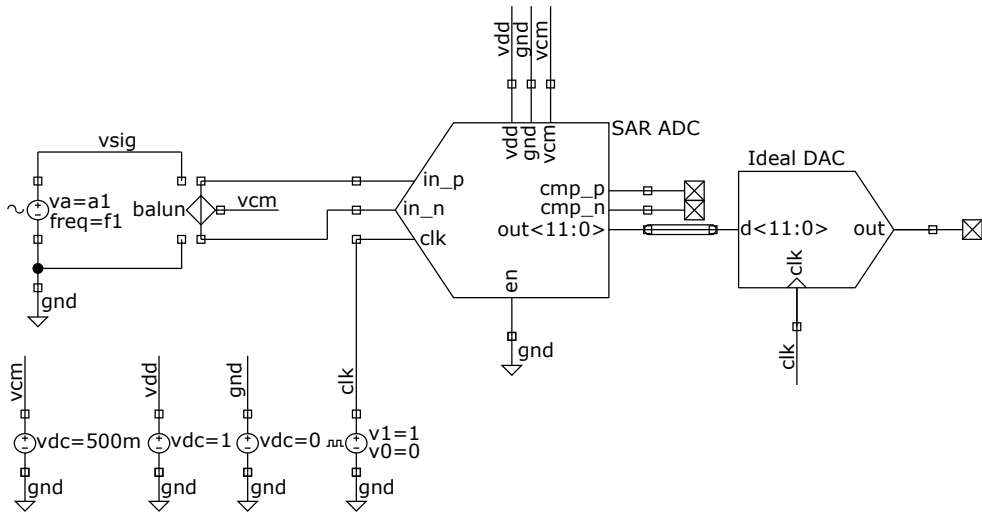 vdd
gnd
vcm
vsig
SAR ADC
vdd
gnd
vcm
Ideal DAC
va=a1
freq=f1
balun
vcm
in_p
in_n
clk
cmp_p
cmp_n
out<11:0>
d<11:0>
out
clk
en
gnd
gnd
clk
vcm
vdd
gnd
clk
vdc=500m
vdc=1
vdc=0
v1=1
v0=0
gnd
gnd
gnd
gnd